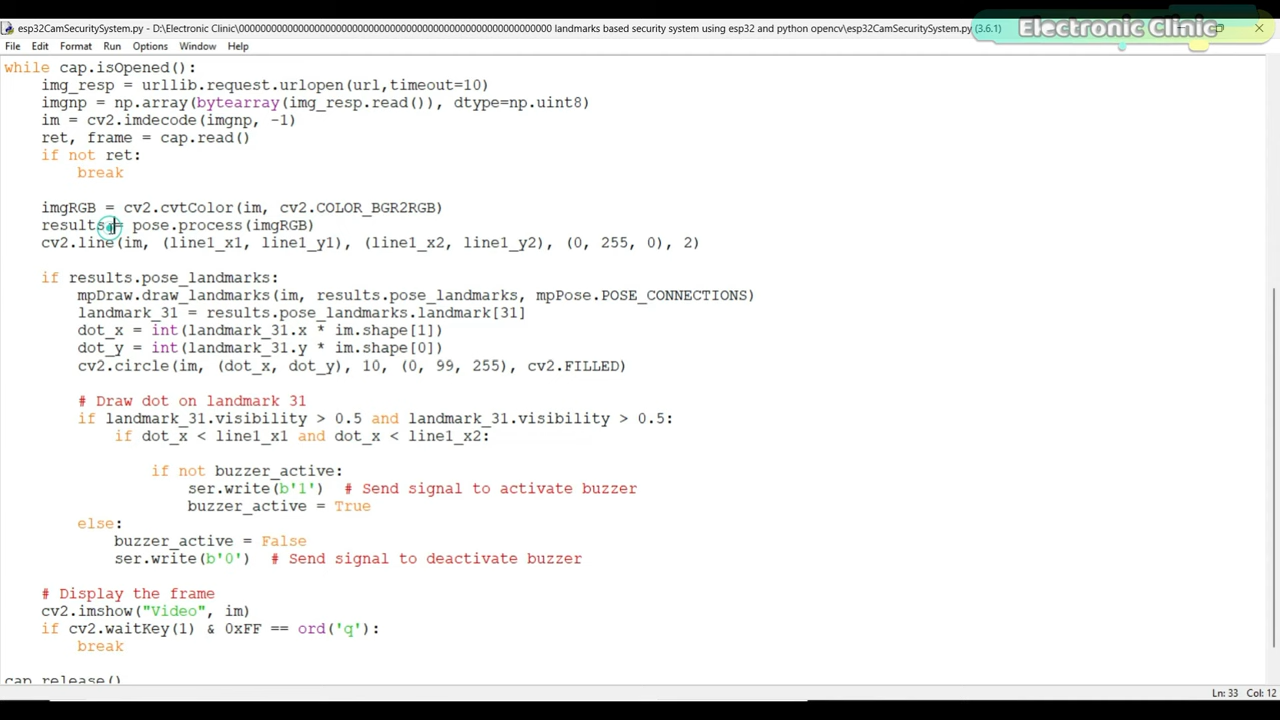 esp32CamSecuritySystem.py - D:\Electronic Clinic\ landmarks based security system using esp32 and python opencv\esp32CamSecuritySystem.py (3.6.1)
Electronic Clinic
File Edit Format Run Options Window Help
while cap.isOpened():
    img_resp = urllib.request.urlopen(url,timeout=10)
    imgnp = np.array(bytearray(img_resp.read()), dtype=np.uint8)
    im = cv2.imdecode(imgnp, -1)
    ret, frame = cap.read()
    if not ret:
        break
    imgRGB = cv2.cvtColor(im, cv2.COLOR_BGR2RGB)
    results = pose.process(imgRGB)
    cv2.line(im, (line1_x1, line1_y1), (line1_x2, line1_y2), (0, 255, 0), 2)
    if results.pose_landmarks:
        mpDraw.draw_landmarks(im, results.pose_landmarks, mpPose.POSE_CONNECTIONS)
        landmark_31 = results.pose_landmarks.landmark[31]
        dot_x = int(landmark_31.x * im.shape[1])
        dot_y = int(landmark_31.y * im.shape[0])
        cv2.circle(im, (dot_x, dot_y), 10, (0, 99, 255), cv2.FILLED)
        # Draw dot on landmark 31
        if landmark_31.visibility > 0.5 and landmark_31.visibility > 0.5:
            if dot_x < line1_x1 and dot_x < line1_x2:
                if not buzzer_active:
                    ser.write(b'1')  # Send signal to activate buzzer
                    buzzer_active = True
        else:
            buzzer_active = False
            ser.write(b'0')  # Send signal to deactivate buzzer
    # Display the frame
    cv2.imshow("Video", im)
    if cv2.waitKey(1) & 0xFF == ord('q'):
        break
cap.release()
Ln: 33 Col: 12